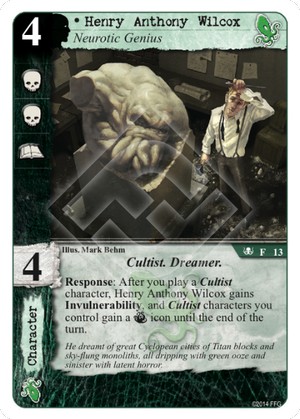 4
• Henry Anthony Wilcox
Neurotic Genius
Illus. Mark Behm
F 13
4
Cultist. Dreamer.
Response: After you play a Cultist
character, Henry Anthony Wilcox gains
Invulnerability, and Cultist characters you
control gain a icon until the end of the
turn.
He dreamt of great Cyclopean cities of Titan blocks and
sky-flung monoliths, all dripping with green ooze and
sinister with latent horror.
Character
©2014 FFG